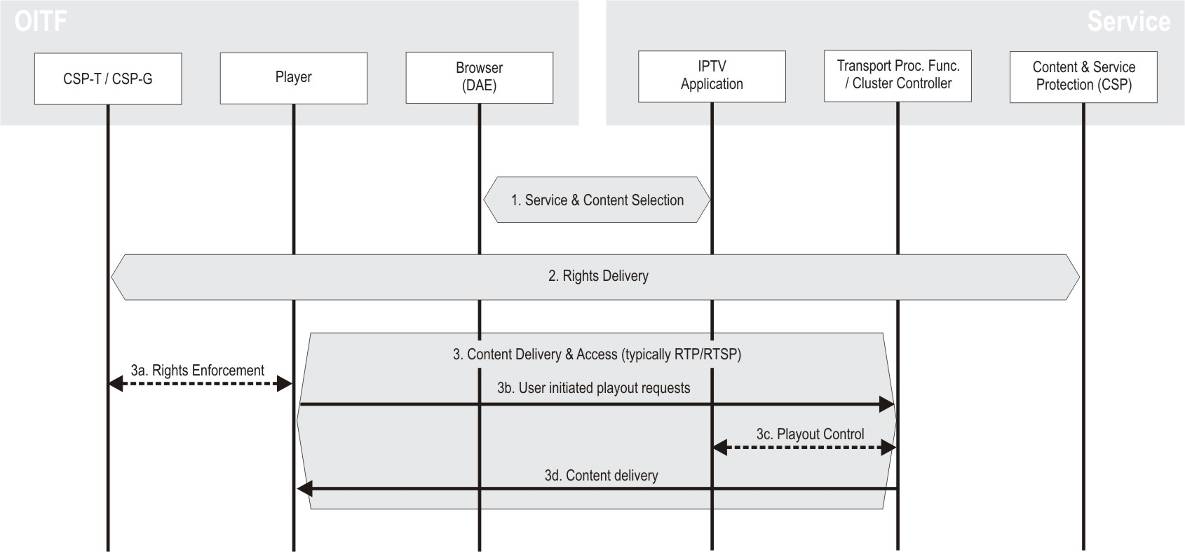 OITF
Service
CSP-T / CSP-G
Player
Browser
(DAE)
IPTV
Application
Transport Proc. Func.
/ Cluster Controller
Content & Service
Protection (CSP)
1. Service & Content Selection
2. Rights Delivery
3. Content Delivery & Access (typically RTP/RTSP)
3a. Rights Enforcement
3b. User initiated playout requests
3c. Playout Control
3d. Content delivery